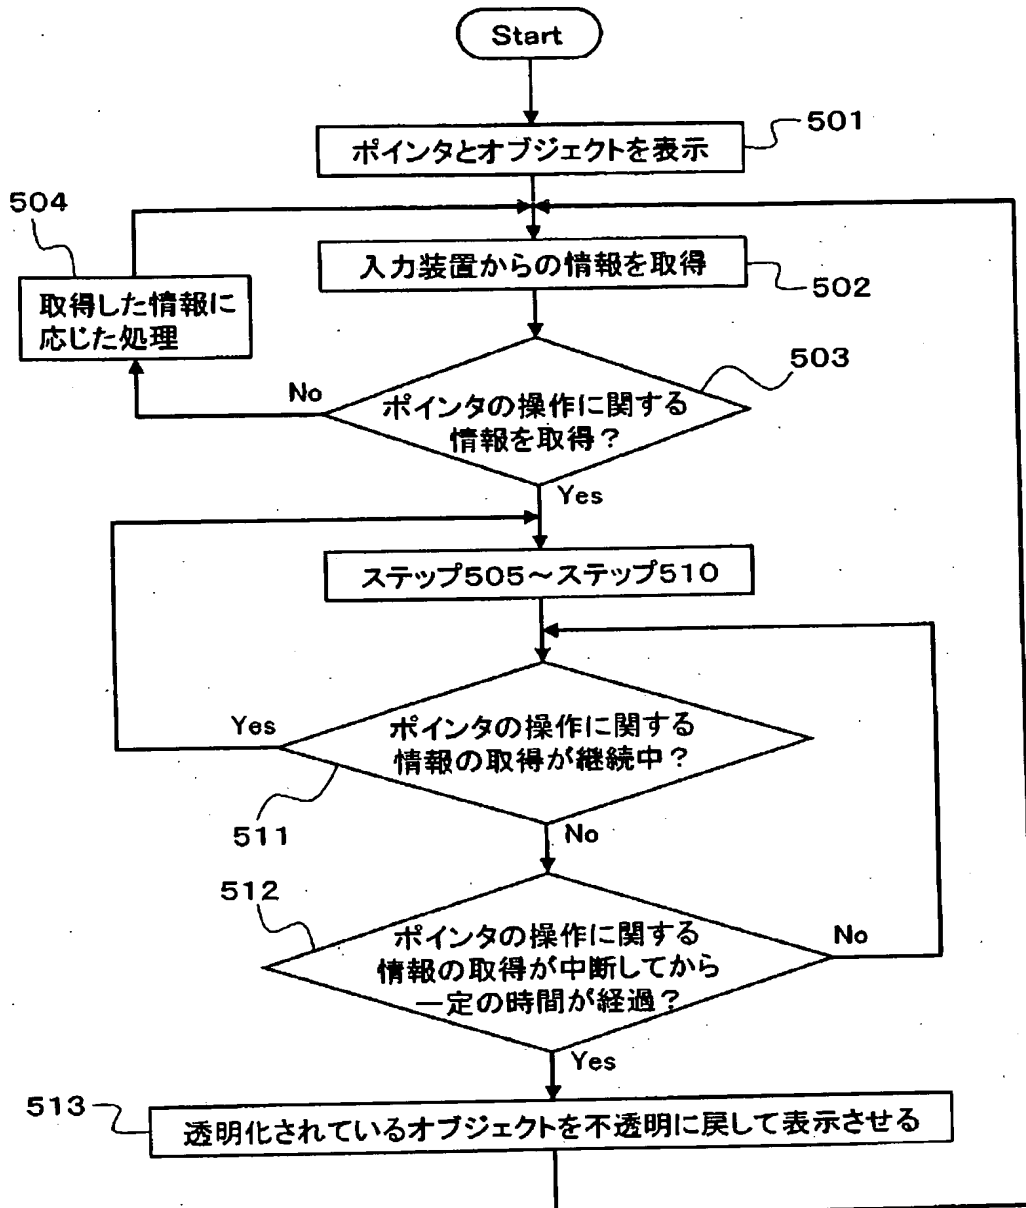 Start
501
ポインタとオブジェクトを表示
504
入力装置からの情報を取得
502
取得した情報に
応じた処理
503
No
ポインタの操作に関する
情報を取得？
Yes
ステップ505～ステップ510
Yes
ポインタの操作に関する
情報の取得が継続中？
511
No
512
ポインタの操作に関する
情報の取得が中断してから
一定の時間が経過？
No
Yes
513
透明化されているオブジェクトを不透明に戻して表示させる